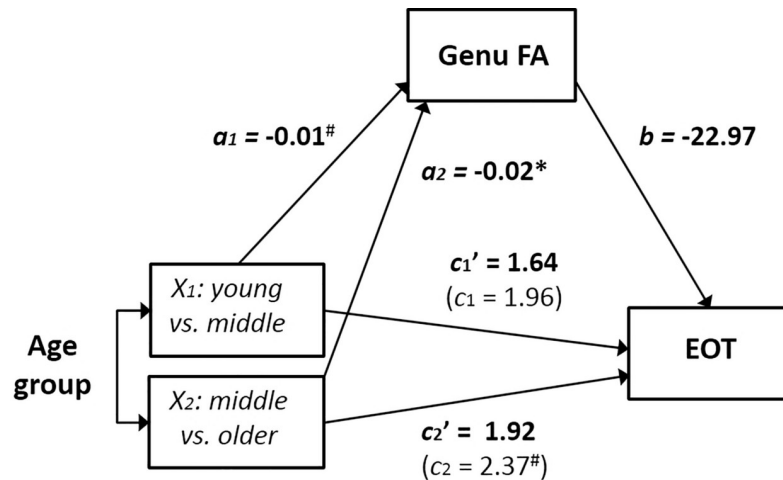 Genu FA
a₁ = -0.01#
b = -22.97
a₂ = -0.02*
c₁’ = 1.64
(c₁ = 1.96)
X₁: young
vs. middle
EOT
Age
group
X₂: middle
vs. older
c₂’ = 1.92
(c₂ = 2.37#)